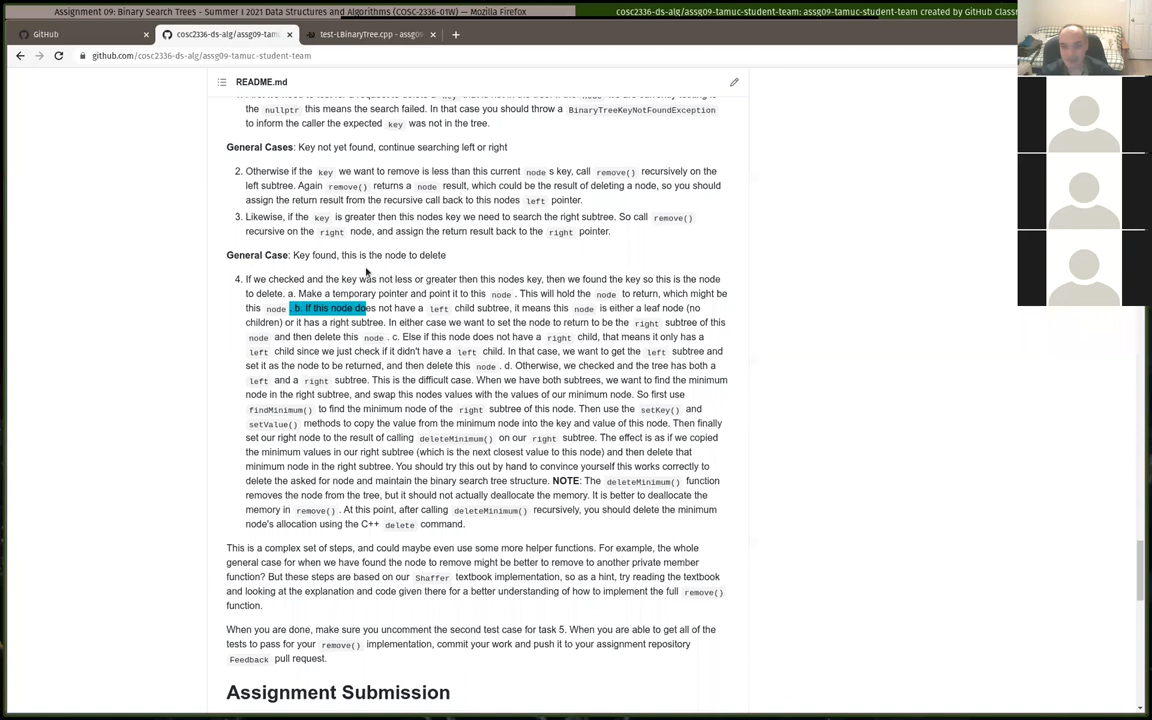 Assignment 09: Binary Search Trees - Summer I 2021 Data Structures and Algorithms (COSC-2336-01W) — Mozilla Firefox
cosc2336-ds-alg/assg09-tamuc-student-team: assg09-tamuc-student-team created by GitHub Classr
GitHub
cosc2336-ds-alg/assg09-tam
test-LBinaryTree.cpp - assg09
github.com/cosc2336-ds-alg/assg09-tamuc-student-team
README.md
the nullptr this means the search failed. In that case you should throw a BinaryTreeKeyNotFoundException
to inform the caller the expected key was not in the tree.
General Cases: Key not yet found, continue searching left or right
2. Otherwise if the key we want to remove is less than this current node s key, call remove() recursively on the
left subtree. Again remove() returns a node result, which could be the result of deleting a node, so you should
assign the return result from the recursive call back to this nodes left pointer.
3. Likewise, if the key is greater then this nodes key we need to search the right subtree. So call remove()
recursive on the right node, and assign the return result back to the right pointer.
General Case: Key found, this is the node to delete
4. If we checked and the key was not less or greater then this nodes key, then we found the key so this is the node
to delete. a. Make a temporary pointer and point it to this node . This will hold the node to return, which might be
this node . b. If this node does not have a left child subtree, it means this node is either a leaf node (no
children) or it has a right subtree. In either case we want to set the node to return to be the right subtree of this
node and then delete this node . c. Else if this node does not have a right child, that means it only has a
left child since we just check if it didn't have a left child. In that case, we want to get the left subtree and
set it as the node to be returned, and then delete this node . d. Otherwise, we checked and the tree has both a
left and a right subtree. This is the difficult case. When we have both subtrees, we want to find the minimum
node in the right subtree, and swap this nodes values with the values of our minimum node. So first use
findMinimum() to find the minimum node of the right subtree of this node. Then use the setKey() and
setValue() methods to copy the value from the minimum node into the key and value of this node. Then finally
set our right node to the result of calling deleteMinimum() on our right subtree. The effect is as if we copied
the minimum values in our right subtree (which is the next closest value to this node) and then delete that
minimum node in the right subtree. You should try this out by hand to convince yourself this works correctly to
delete the asked for node and maintain the binary search tree structure. NOTE: The deleteMinimum() function
removes the node from the tree, but it should not actually deallocate the memory. It is better to deallocate the
memory in remove() . At this point, after calling deleteMinimum() recursively, you should delete the minimum
node's allocation using the C++ delete command.
This is a complex set of steps, and could maybe even use some more helper functions. For example, the whole
general case for when we have found the node to remove might be better to remove to another private member
function? But these steps are based on our Shaffer textbook implementation, so as a hint, try reading the textbook
and looking at the explanation and code given there for a better understanding of how to implement the full remove()
function.
When you are done, make sure you uncomment the second test case for task 5. When you are able to get all of the
tests to pass for your remove() implementation, commit your work and push it to your assignment repository
Feedback pull request.
Assignment Submission